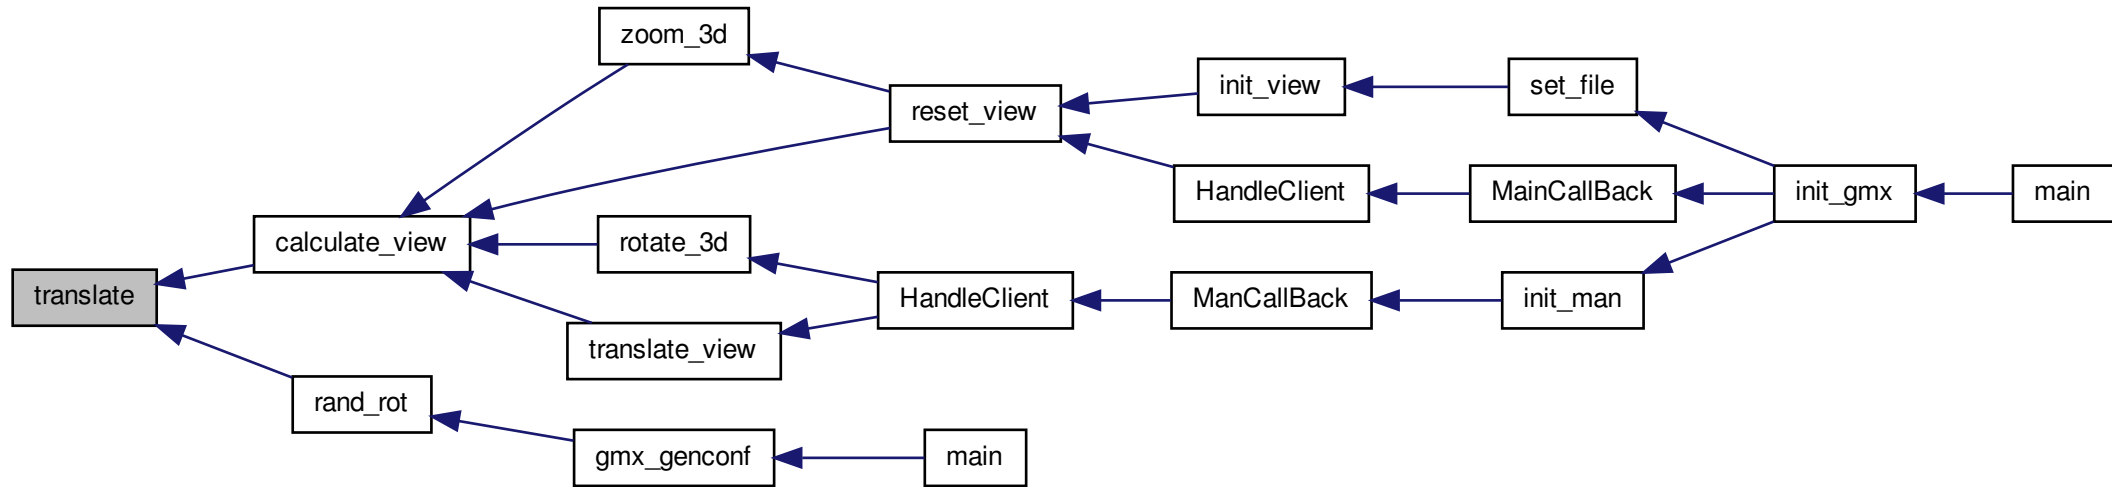 zoom_3d
init_view
set_file
reset_view
HandleClient
MainCallBack
init_gmx
main
calculate_view
rotate_3d
translate
HandleClient
ManCallBack
init_man
translate_view
rand_rot
gmx_genconf
main